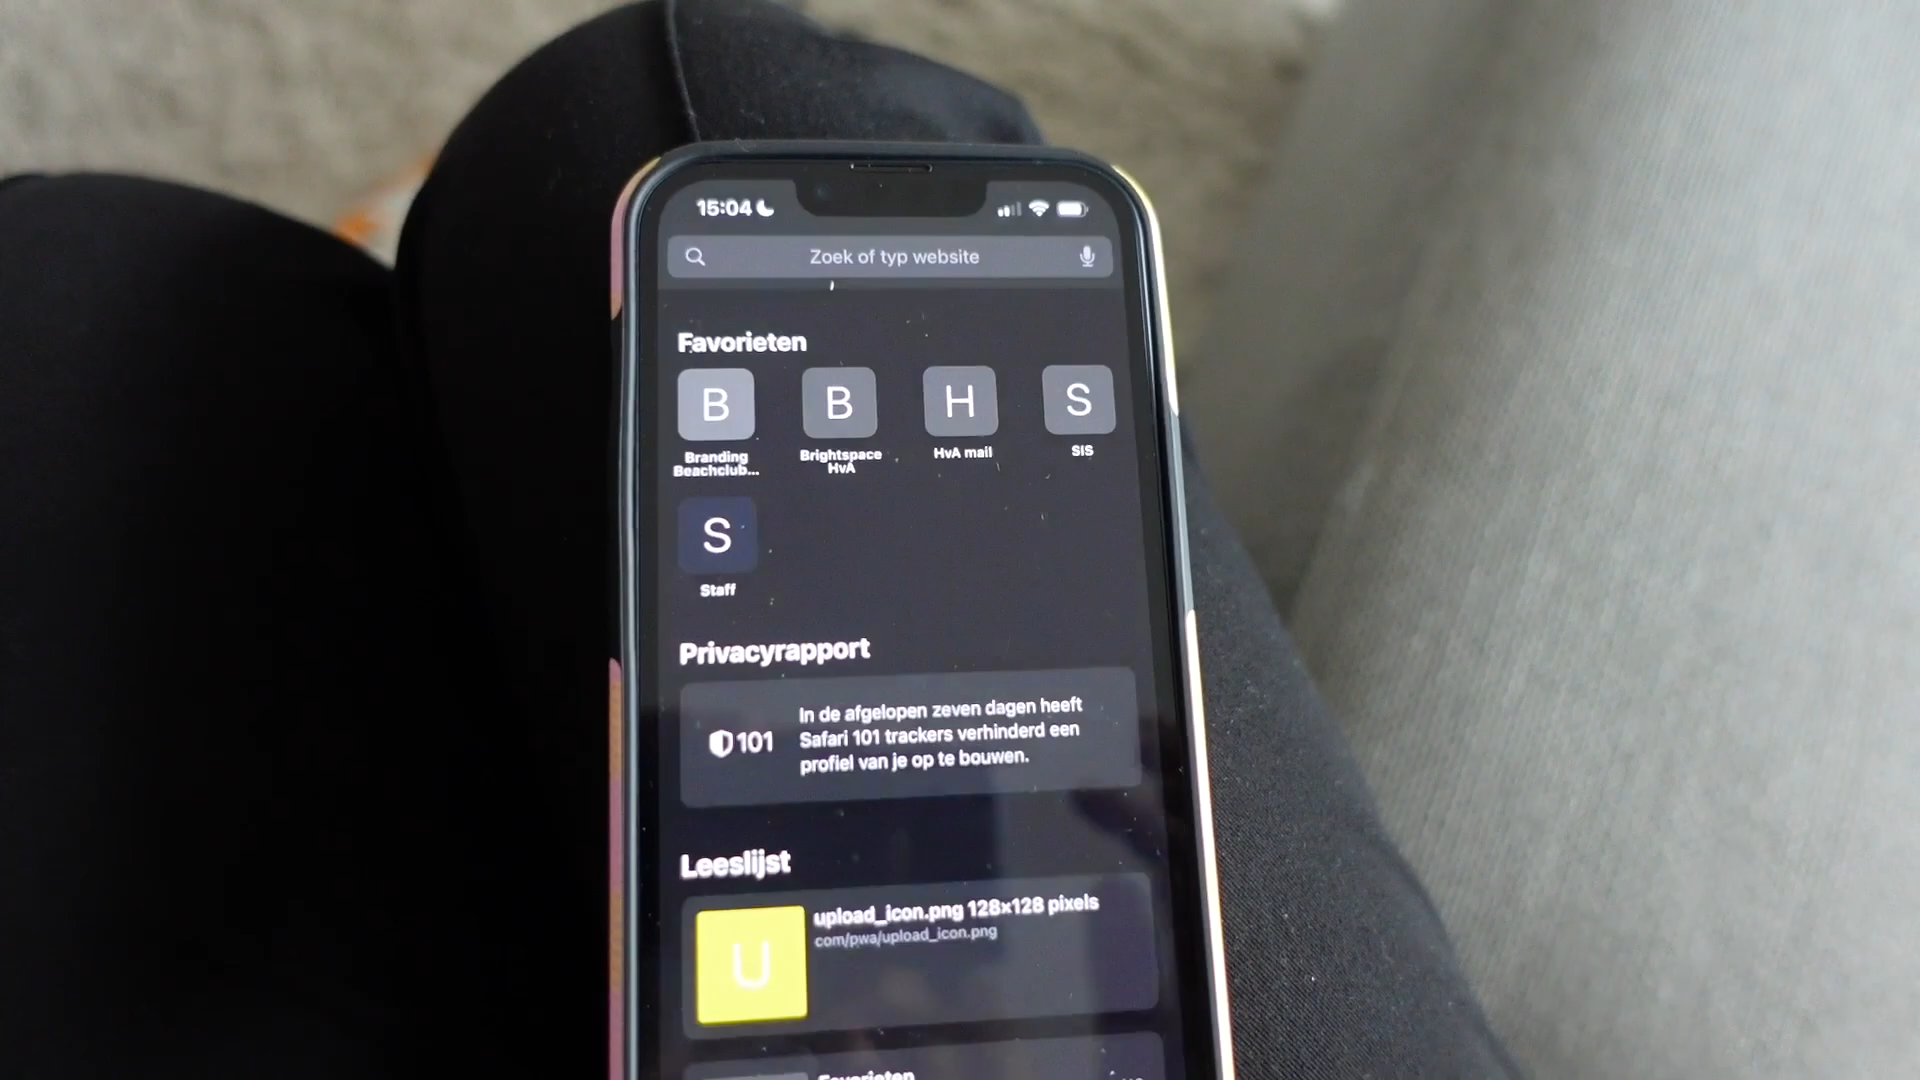 15:04
Zoek of typ website
Favorieten
B
B
H
S
Branding
Beachclub...
Brightspace
HvA
HvA mail
SIS
S
Staff
Privacyrapport
101
In de afgelopen zeven dagen heeft
Safari 101 trackers verhinderd een
profiel van je op te bouwen.
Leeslijst
U
upload_icon.png 128×128 pixels
com/pwa/upload_icon.png
Favorieten